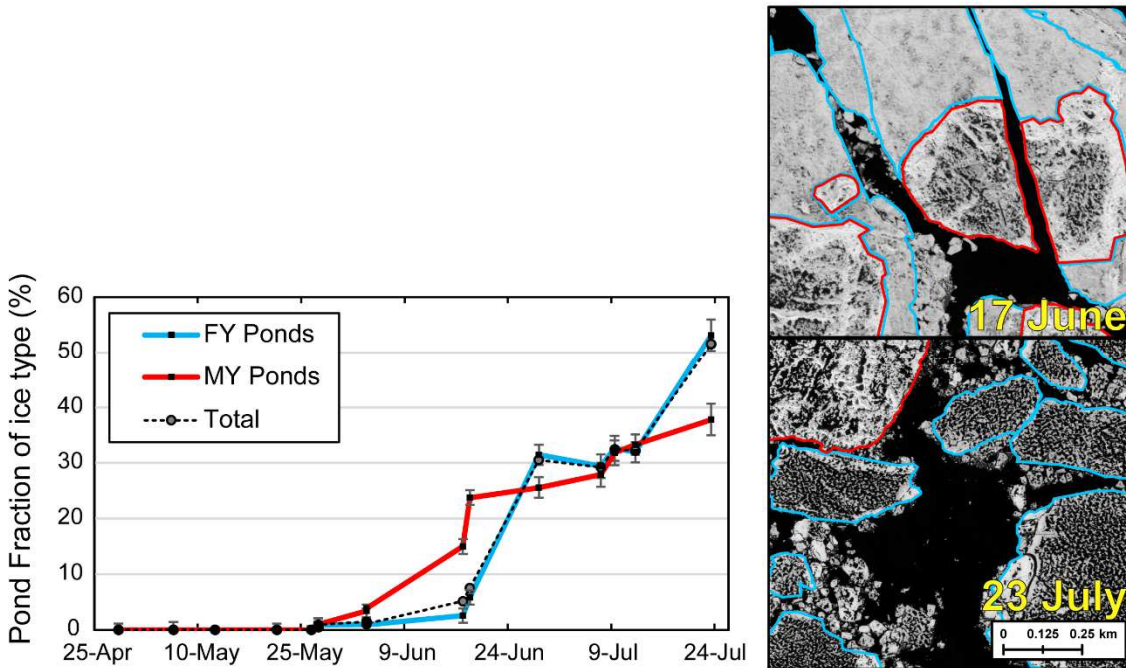 Pond Fraction of ice type (%)
60
50
40
30
20
10
0
FY Ponds
MY Ponds
Total
25-Apr 10-May 25-May 9-Jun 24-Jun 9-Jul 24-Jul
17 June
23 July
0 0.125 0.25 km